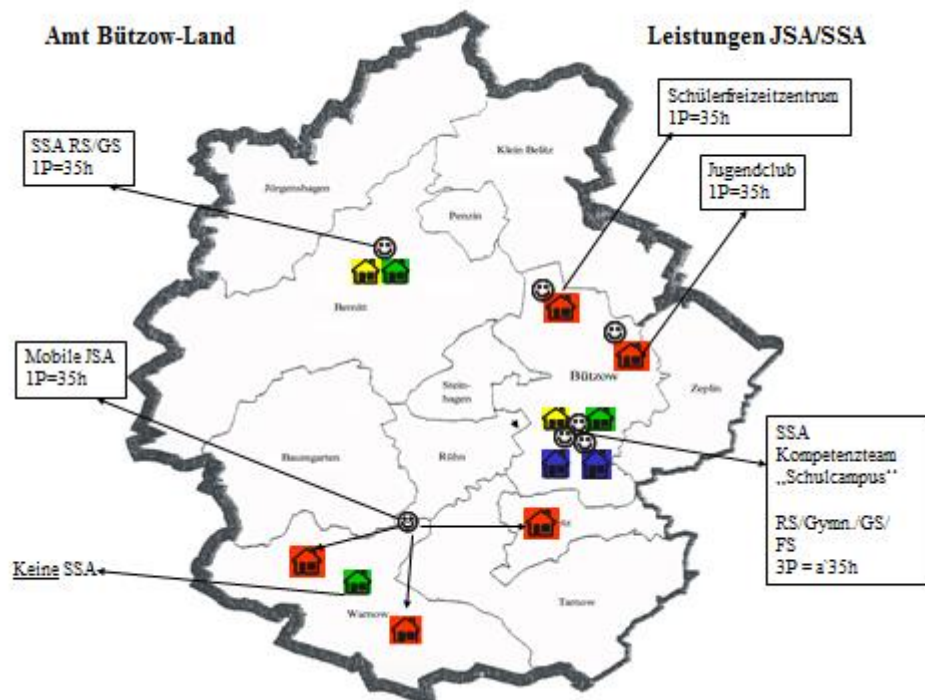 Amt Bützow-Land
Leistungen JSA/SSA
Schülerfreizeitzentrum
1P=35h
SSA RS/GS
1P=35h
Klein Belitz
Jugendclub
1P=35h
Jürgenshagen
Penzin
Bernitt
Mobile JSA
1P=35h
Bützow
Zepelin
Stein-
hagen
SSA
Kompetenzteam
„Schulcampus“
RS/Gymn./GS/
FS
3P = a´35h
Baumgarten
Rühn
Keine SSA
Warnow
Tarnow